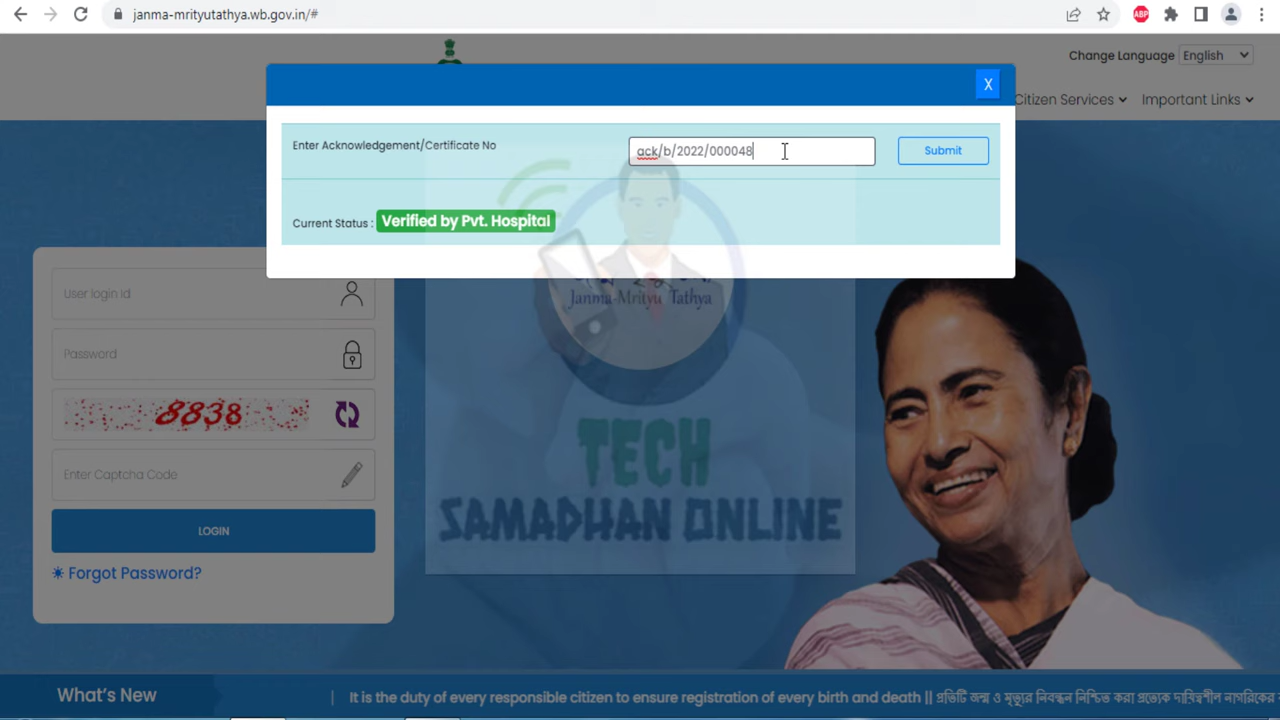 janma-mrityutathya.wb.gov.in/#
ABP
Change Language English
Citizen Services Important Links
X
Enter Acknowledgement/Certificate No ack/b/2022/000048 Submit
Current Status : Verified by Pvt. Hospital
User login id
Password
8838
Enter Captcha Code
LOGIN
Forgot Password?
Janma-Mrityu Tathya
TECH
SAMADHAN ONLINE
What's New
It is the duty of every responsible citizen to ensure registration of every birth and death || প্রতিটি জন্ম ও মৃত্যুর নিবন্ধন নিশ্চিত করা প্রত্যেক দায়িত্বশীল নাগরিকের